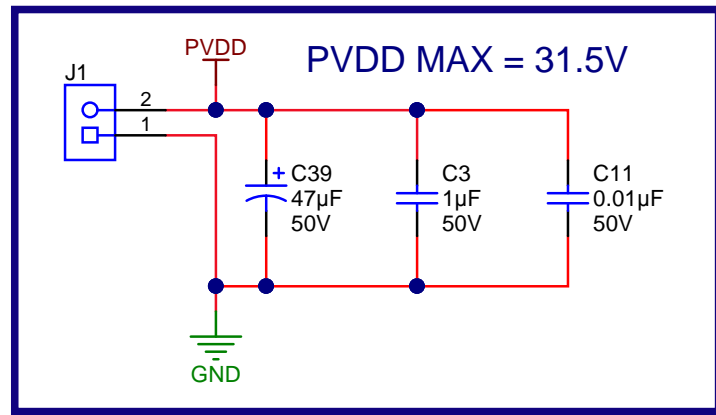 PVDD
PVDD MAX = 31.5V
J1
2
1
+ C39
47µF
50V
C3
1µF
50V
C11
0.01µF
50V
GND